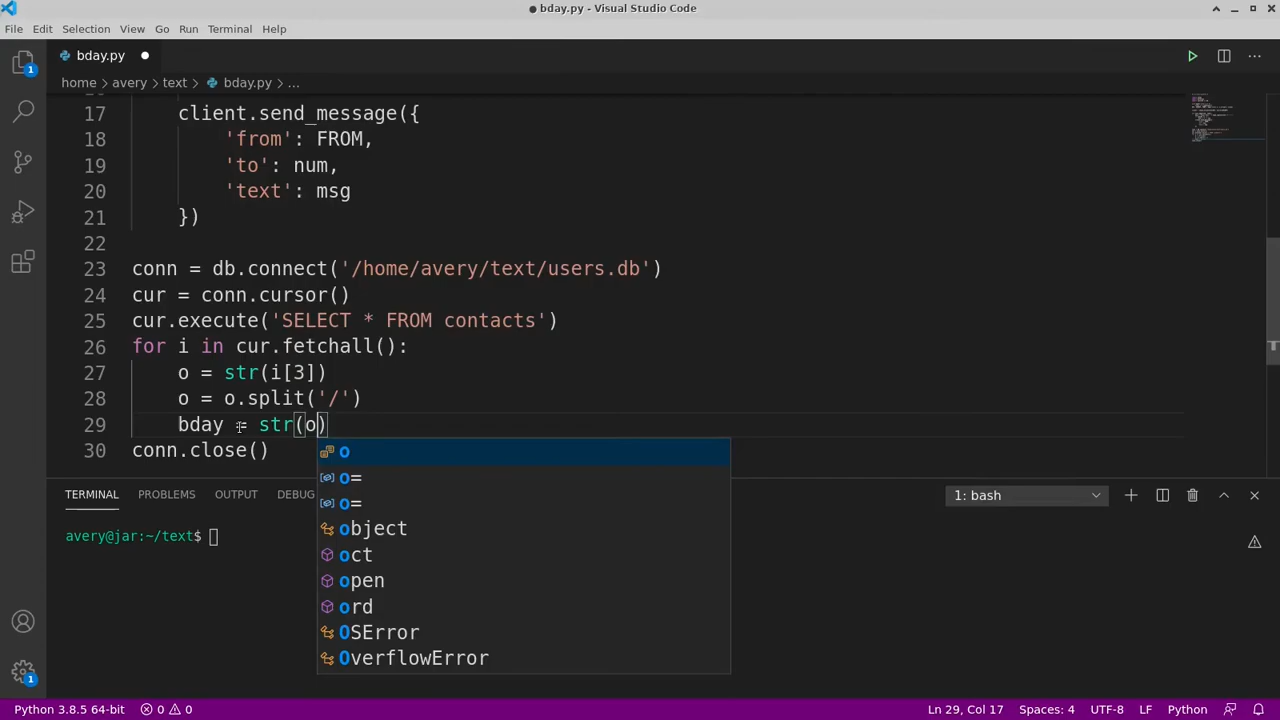 bday.py - Visual Studio Code
File Edit Selection View Go Run Terminal Help
bday.py
home > avery > text > bday.py > ...
17 client.send_message({
18 'from': FROM,
19 'to': num,
20 'text': msg
21 })
22
23 conn = db.connect('/home/avery/text/users.db')
24 cur = conn.cursor()
25 cur.execute('SELECT * FROM contacts')
26 for i in cur.fetchall():
27 o = str(i[3])
28 o = o.split('/')
29 bday = str(o)
30 conn.close()
o
o=
o=
object
oct
open
ord
OSError
OverflowError
TERMINAL PROBLEMS OUTPUT DEBUG 1: bash
avery@jar:~/text$
1
1
Python 3.8.5 64-bit 0 0 Ln 29, Col 17 Spaces: 4 UTF-8 LF Python